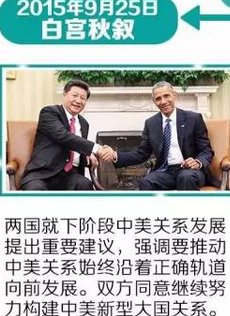 2015年9月25日
白宫秋叙
两国就下阶段中美关系发展
提出重要建议，强调要推动
中美关系始终沿着正确轨道
向前发展。双方同意继续努
力构建中美新型大国关系。